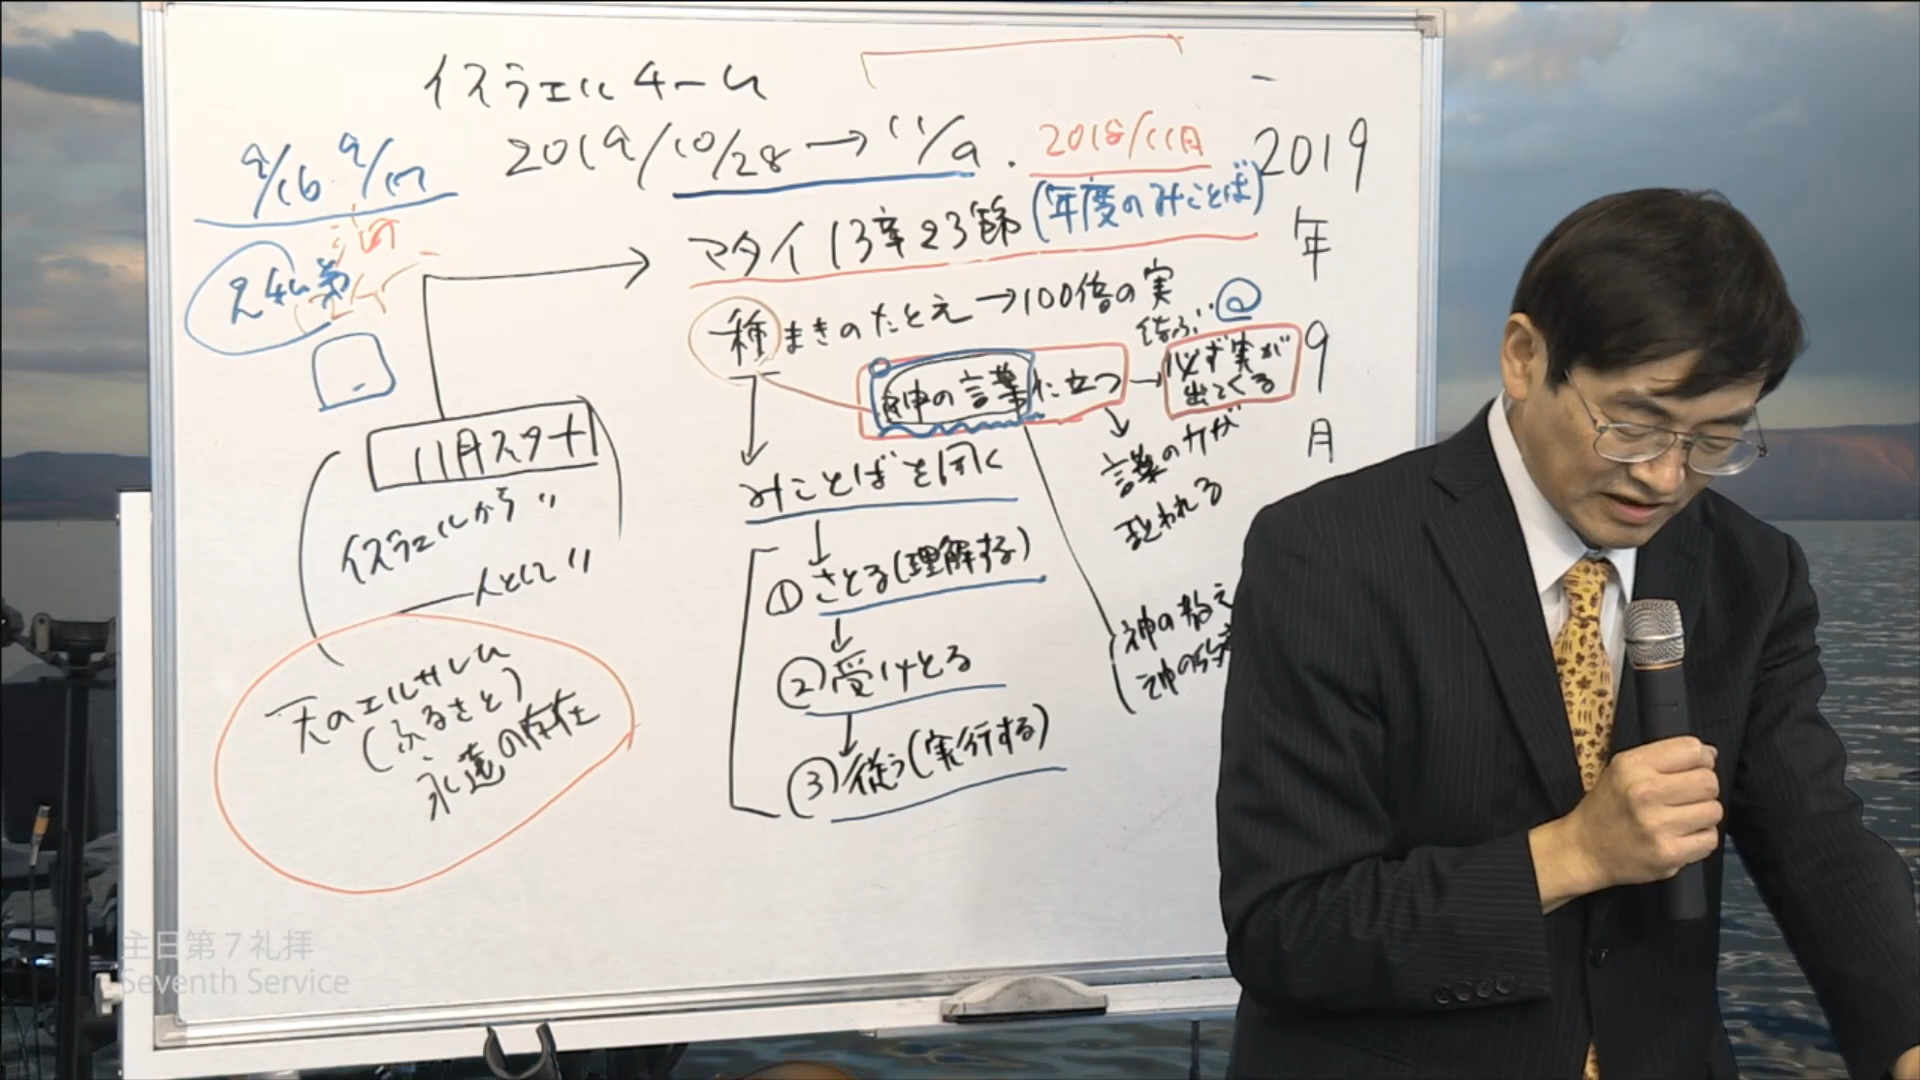 イスラエルチーム
2019/10/28→11/9.
2018/11月
9/16 9/17
マタイ13章23節(年度のみことば)
種まきのたとえ→100倍の実
神の言葉に立つ→必ず実が
出てくる
言葉の力が
現われる
みことばを聞く
①さとる(理解する)
②受けとる
③従う(実行する)
神の教え
11月スタート
イスラエルから〃
人として〃
天のエルサレム
(ふるさと)
永遠の存在
2019
年
9
月
主日第7礼拝
Seventh Service